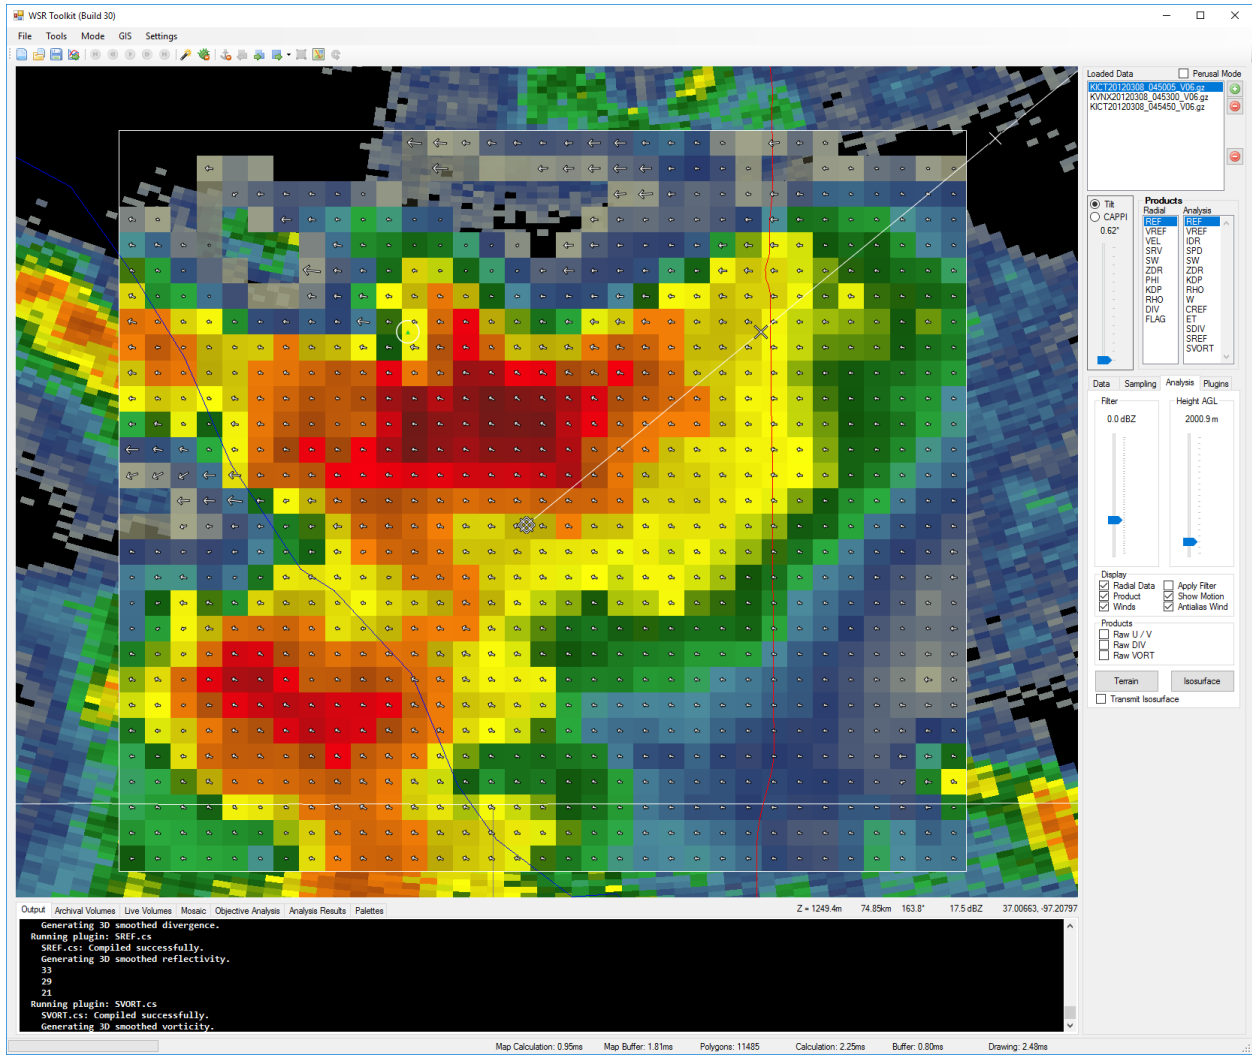 WSR Toolkit (Build 30)
File Tools Mode GIS Settings
Loaded Data Perusal Mode
KICT20120308_045005_V06.gz
KVNX20120308_045300_V06.gz
KICT20120308_045450_V06.gz
Tilt
CAPPI
0.62°
Products
Radial Analysis
REF REF
VREF VREF
VEL IDR
SRV SPD
SW SW
ZDR ZDR
PHI KDP
KDP RHO
RHO W
DIV CREF
FLAG ET
SDIV
SREF
SVORT
Data Sampling Analysis Plugins
Filter Height AGL
0.0 dBZ 2000.9 m
Display
Radial Data Apply Filter
Product Show Motion
Winds Antialias Wind
Products
Raw U / V
Raw DIV
Raw VORT
Terrain Isosurface
Transmit Isosurface
Output Archival Volumes Live Volumes Mosaic Objective Analysis Analysis Results Palettes
Z = 1249.4m 74.85km 163.8° 17.5 dBZ 37.00663, -97.20797
Generating 3D smoothed divergence.
Running plugin: SREF.cs
SREF.cs: Compiled successfully.
Generating 3D smoothed reflectivity.
33
29
21
Running plugin: SVORT.cs
SVORT.cs: Compiled successfully.
Generating 3D smoothed vorticity.
Map Calculation: 0.95ms Map Buffer: 1.81ms Polygons: 11485 Calculation: 2.25ms Buffer: 0.80ms Drawing: 2.48ms